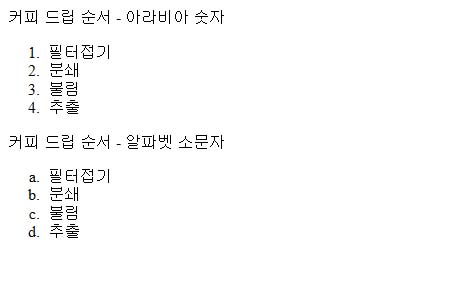 커피 드립 순서 - 아라비아 숫자
1. 필터접기
2. 분쇄
3. 불림
4. 추출
커피 드립 순서 - 알파벳 소문자
a. 필터접기
b. 분쇄
c. 불림
d. 추출